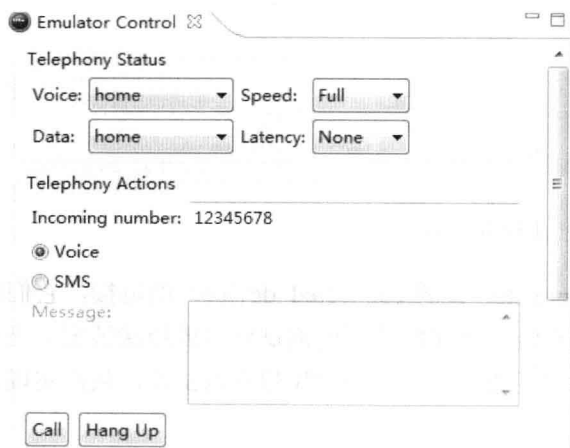 Emulator Control
Telephony Status
Voice: home Speed: Full
Data: home Latency: None
Telephony Actions
Incoming number: 12345678
Voice
SMS
Message:
Call Hang Up